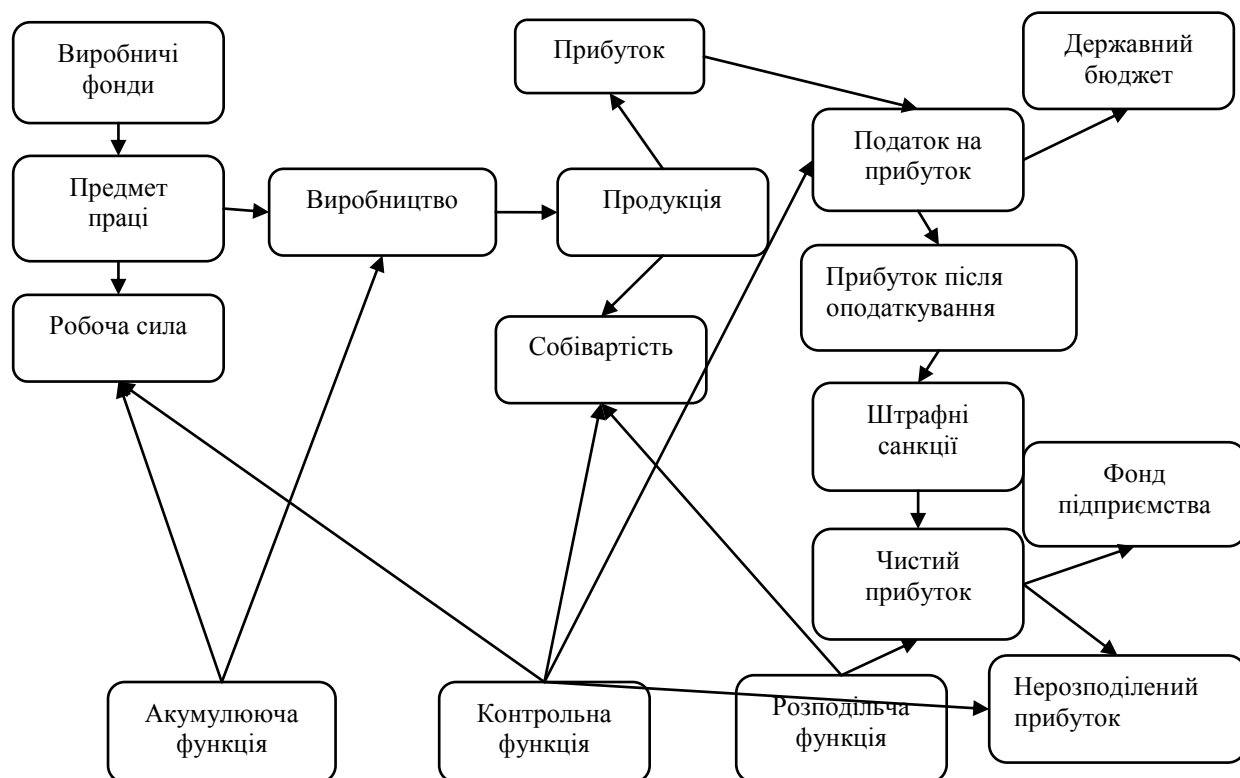 Виробничі
фонди
Прибуток
Державний
бюджет
Податок на
прибуток
Предмет
праці
Виробництво
Продукція
Прибуток після
оподаткування
Робоча сила
Собівартість
Штрафні
санкції
Фонд
підприємства
Чистий
прибуток
Акумулююча
функція
Контрольна
функція
Розподільча
функція
Нерозподілений
прибуток